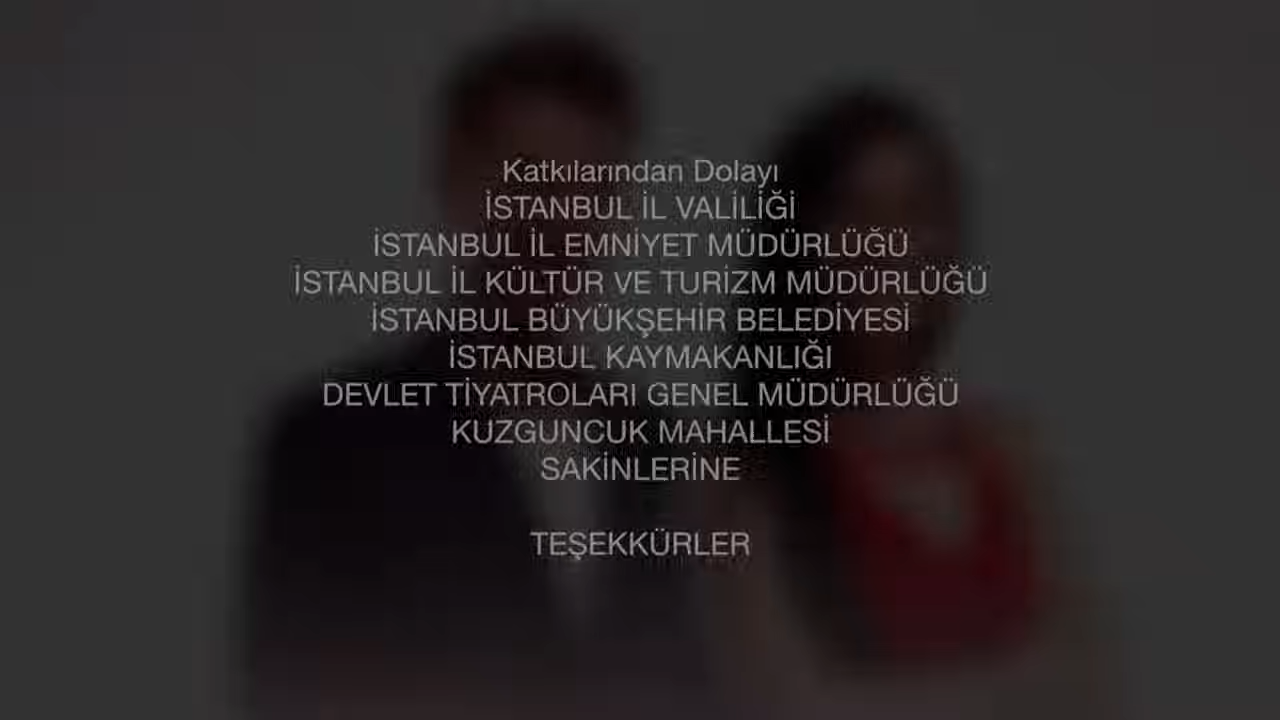 Katkılarından Dolayı
İSTANBUL İL VALİLİĞİ
İSTANBUL İL EMNİYET MÜDÜRLÜĞÜ
İSTANBUL İL KÜLTÜR VE TURİZM MÜDÜRLÜĞÜ
İSTANBUL BÜYÜKŞEHİR BELEDİYESİ
İSTANBUL KAYMAKANLIĞI
DEVLET TİYATROLARI GENEL MÜDÜRLÜĞÜ
KUZGUNCUK MAHALLESİ
SAKİNLERİNE
TEŞEKKÜRLER